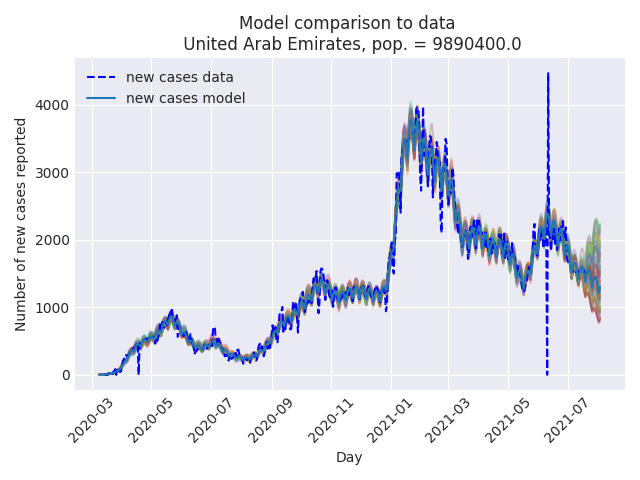 Model comparison to data
United Arab Emirates, pop. = 9890400.0
new cases data
new cases model
Number of new cases reported
4000
3000
2000
1000
0
2020-03
2020-05
2020-07
2020-09
2020-11
2021-01
2021-03
2021-05
2021-07
Day